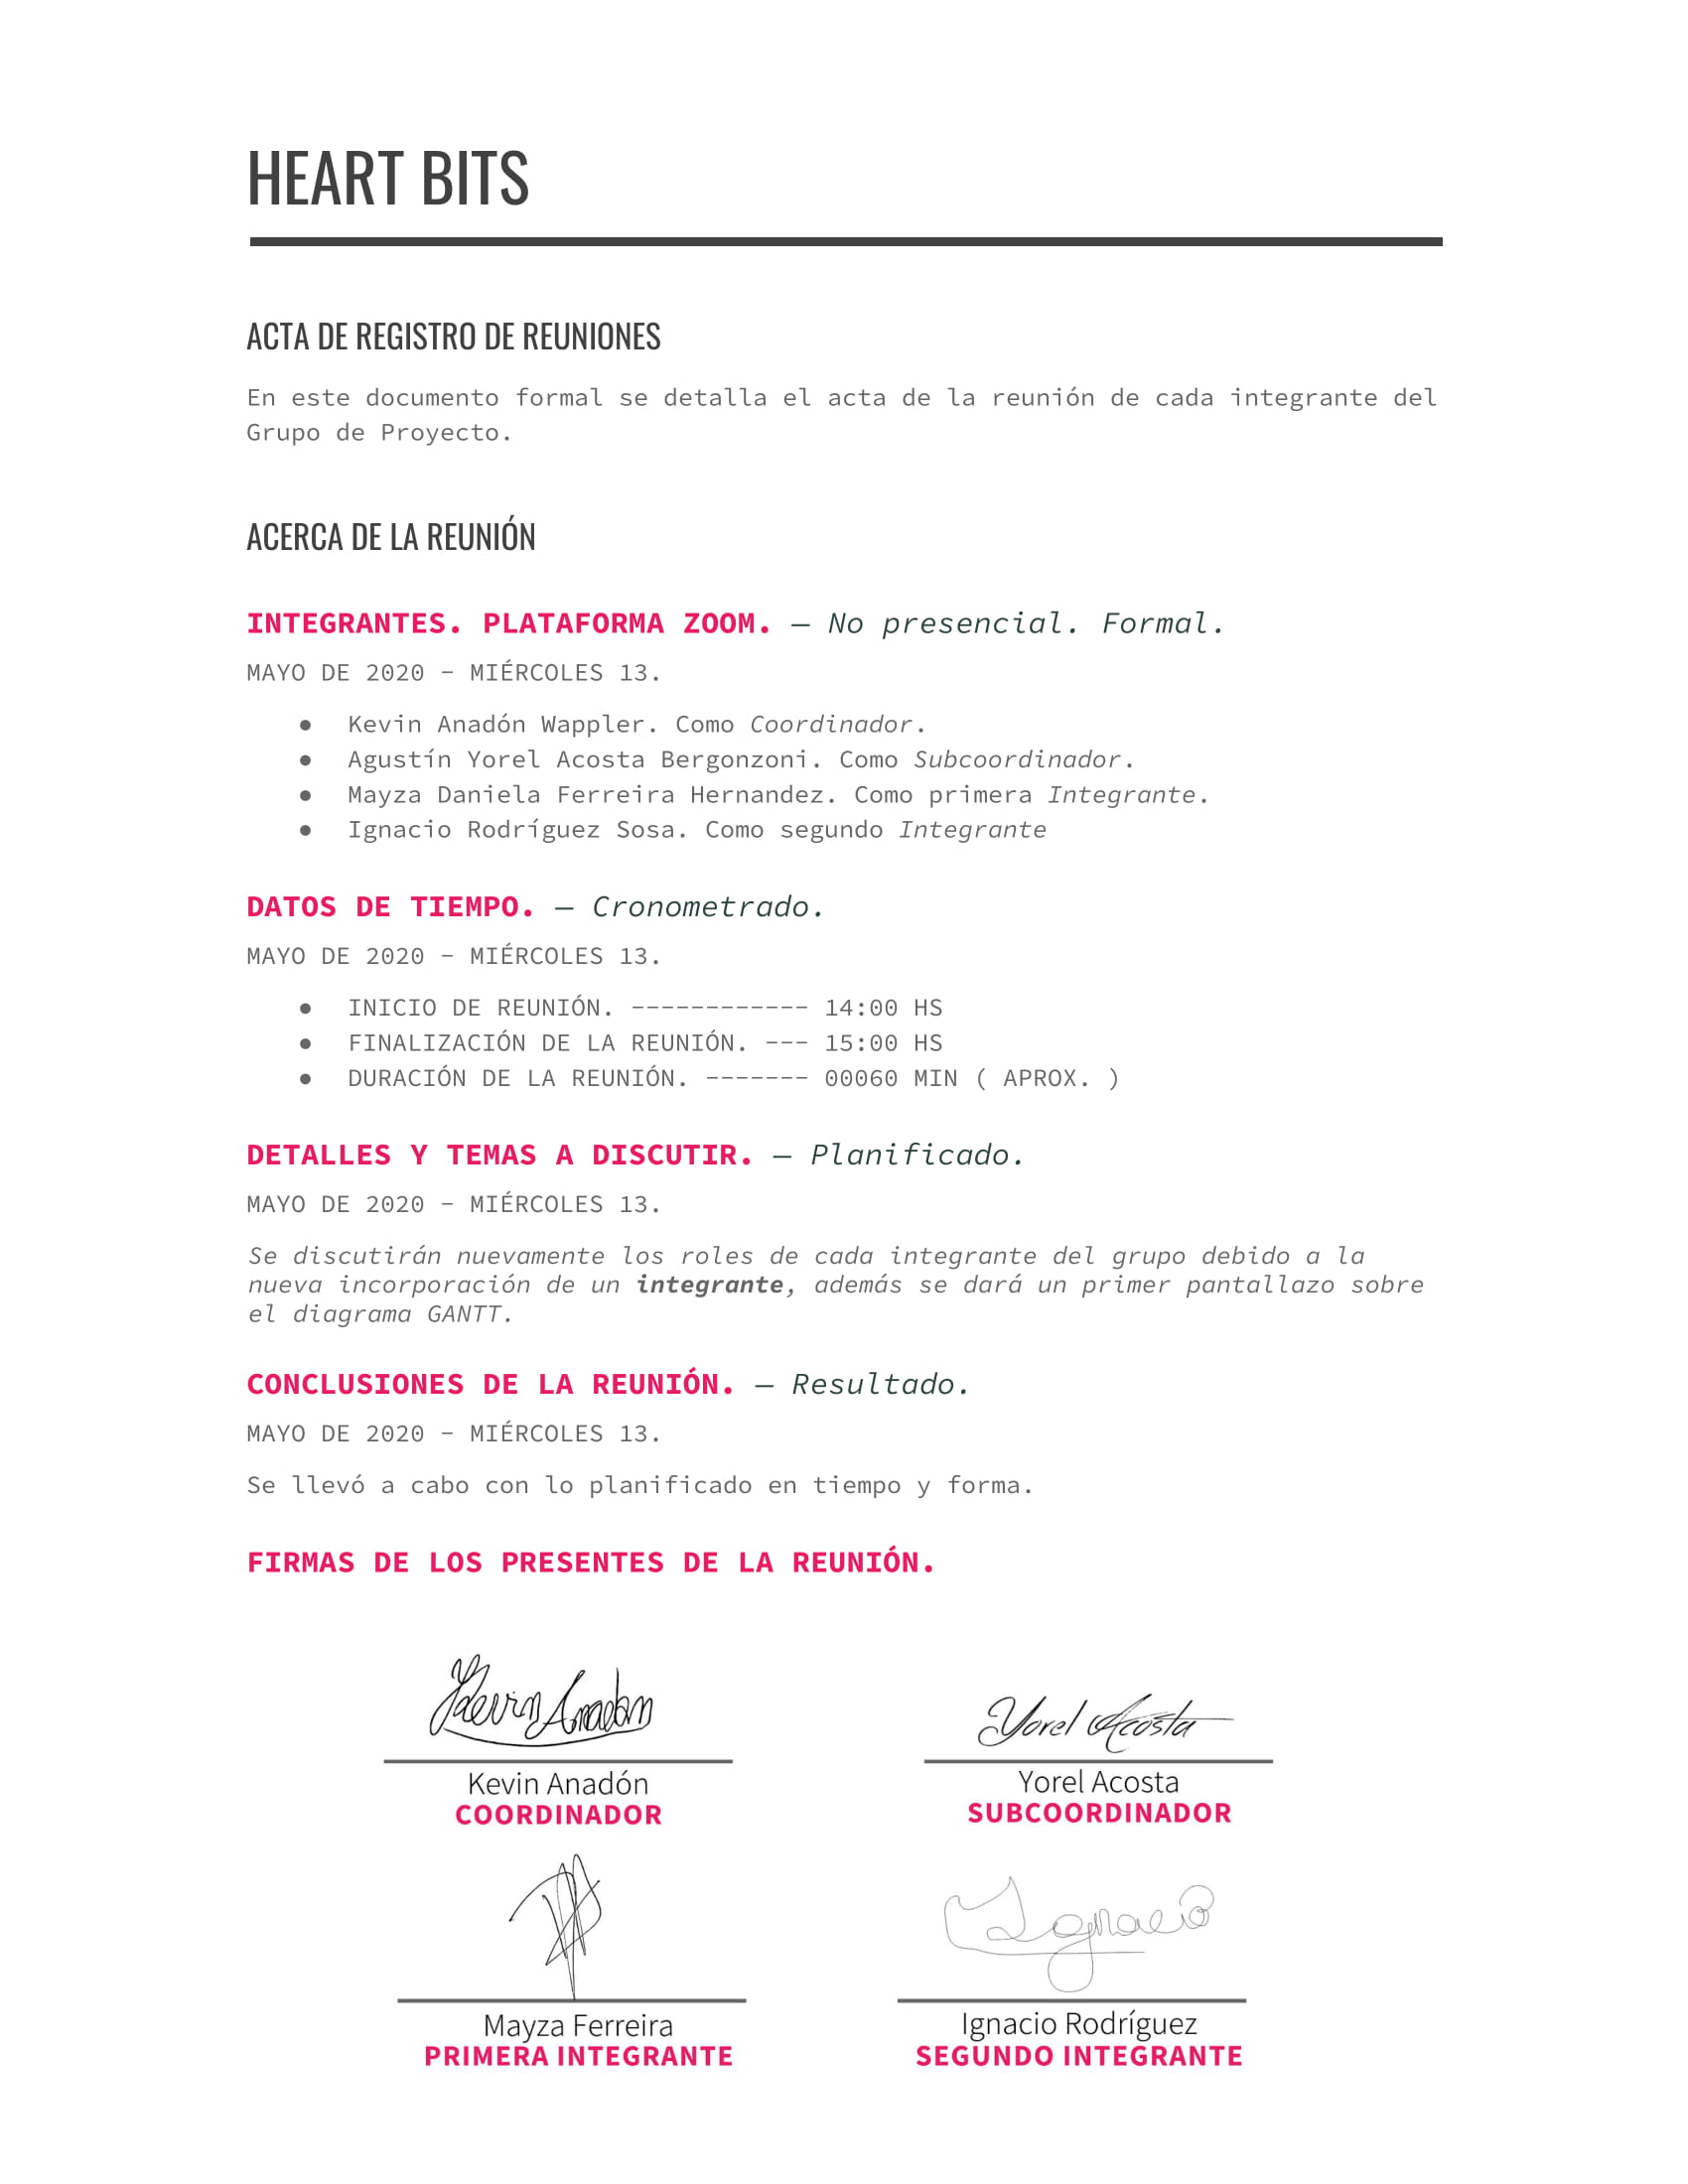 HEART BITS
ACTA DE REGISTRO DE REUNIONES
En este documento formal se detalla el acta de la reunión de cada integrante del
Grupo de Proyecto.
ACERCA DE LA REUNIÓN
INTEGRANTES. PLATAFORMA ZOOM. — No presencial. Formal.
MAYO DE 2020 - MIÉRCOLES 13.
● Kevin Anadón Wappler. Como Coordinador.
● Agustín Yorel Acosta Bergonzoni. Como Subcoordinador.
● Mayza Daniela Ferreira Hernandez. Como primera Integrante.
● Ignacio Rodríguez Sosa. Como segundo Integrante
DATOS DE TIEMPO. — Cronometrado.
MAYO DE 2020 - MIÉRCOLES 13.
● INICIO DE REUNIÓN. ------------ 14:00 HS
● FINALIZACIÓN DE LA REUNIÓN. --- 15:00 HS
● DURACIÓN DE LA REUNIÓN. ------- 00060 MIN ( APROX. )
DETALLES Y TEMAS A DISCUTIR. — Planificado.
MAYO DE 2020 - MIÉRCOLES 13.
Se discutirán nuevamente los roles de cada integrante del grupo debido a la
nueva incorporación de un integrante, además se dará un primer pantallazo sobre
el diagrama GANTT.
CONCLUSIONES DE LA REUNIÓN. — Resultado.
MAYO DE 2020 - MIÉRCOLES 13.
Se llevó a cabo con lo planificado en tiempo y forma.
FIRMAS DE LOS PRESENTES DE LA REUNIÓN.
Kevin Anadón
Yorel Acosta
Kevin Anadón
COORDINADOR
Yorel Acosta
SUBCOORDINADOR
Ignacio
Mayza Ferreira
PRIMERA INTEGRANTE
Ignacio Rodríguez
SEGUNDO INTEGRANTE